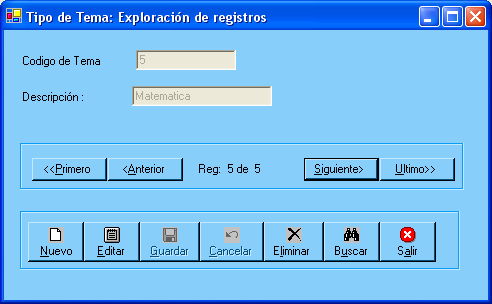 Tipo de Tema: Exploración de registros
Codigo de Tema 5
Descripción : Matematica
<<Primero <Anterior Reg: 5 de 5 Siguiente> Ultimo>>
Nuevo Editar Guardar Cancelar Eliminar Buscar Salir